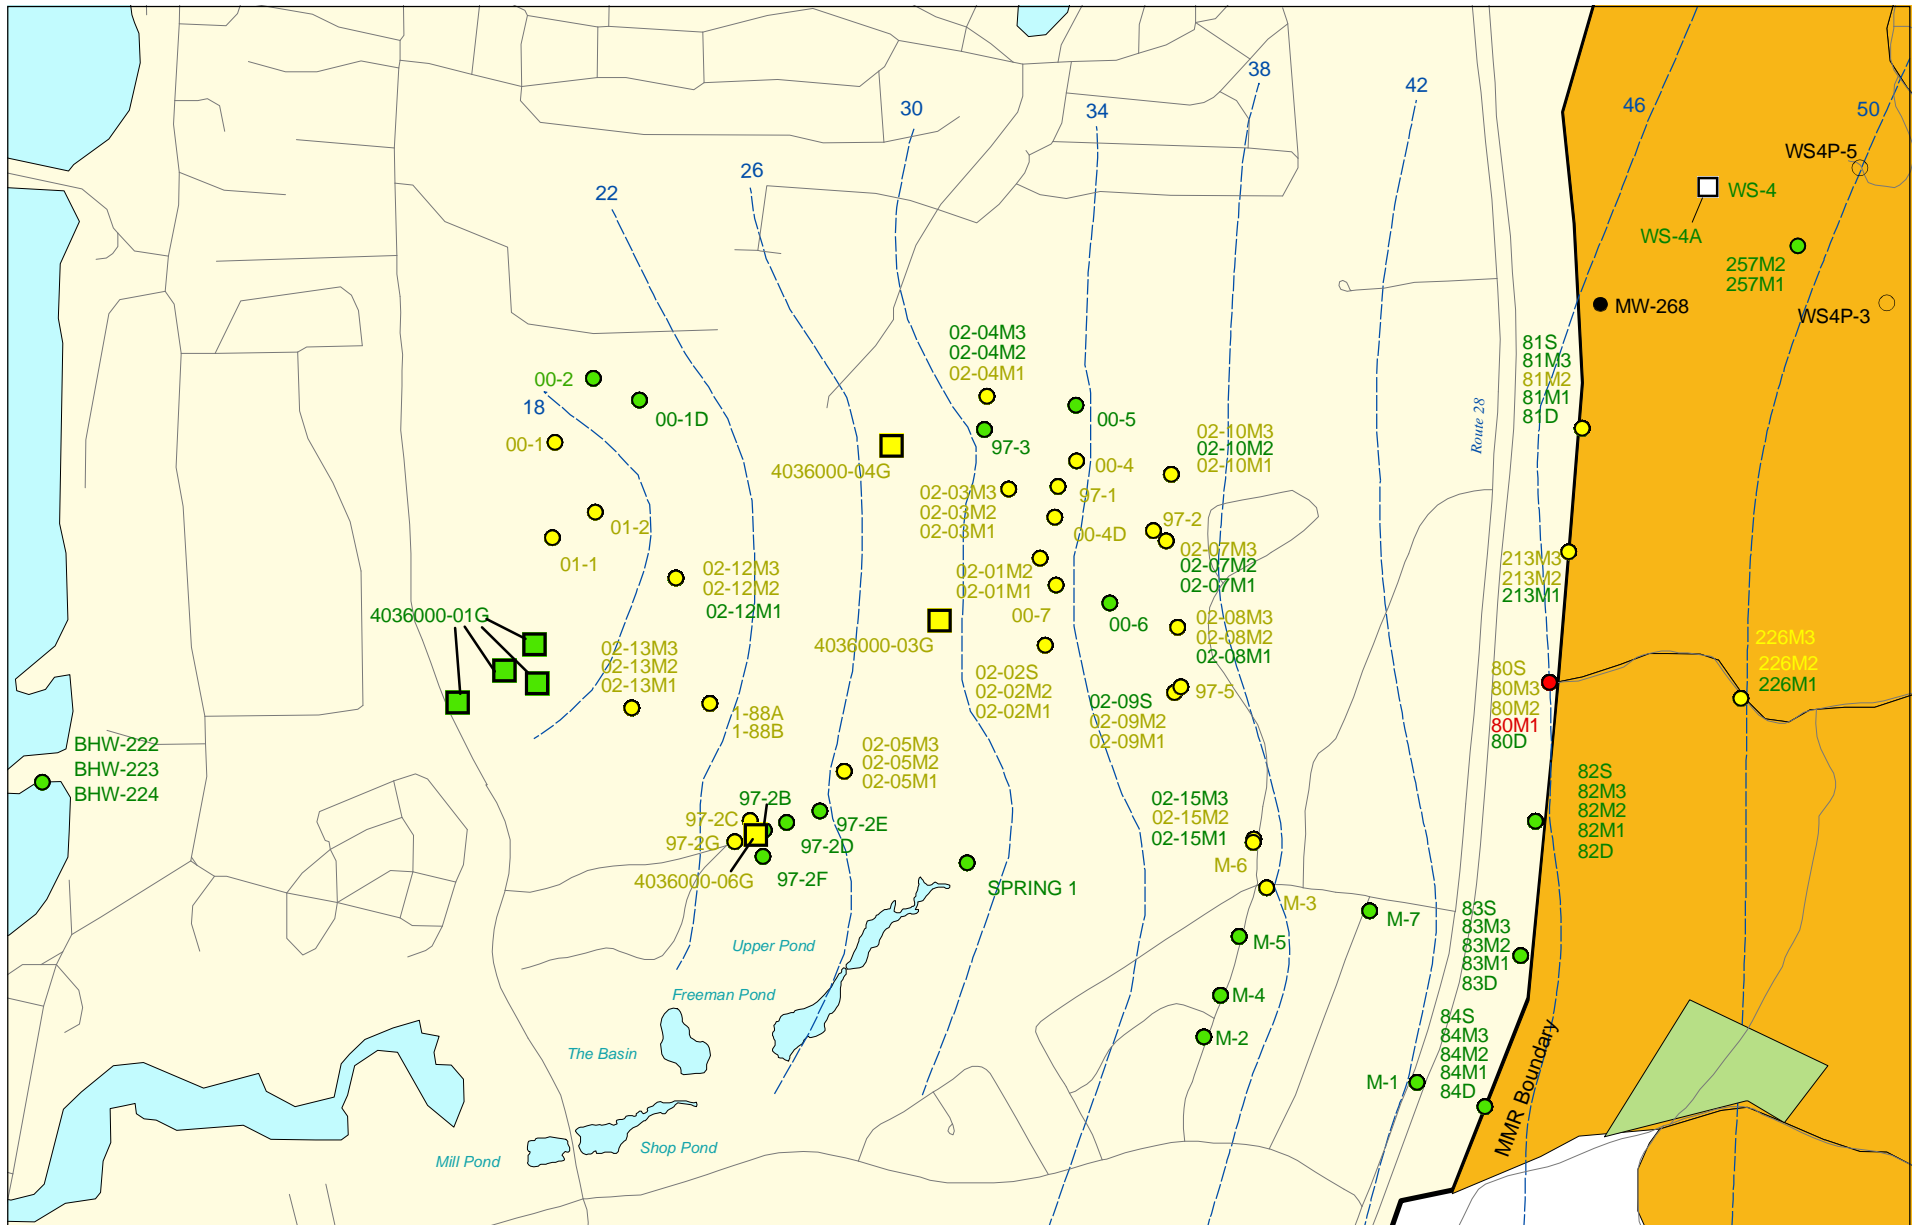 38
42
46
50
30
34
26
22
18
WS4P-5
WS-4
WS-4A
257M2
257M1
MW-268
WS4P-3
02-04M3
02-04M2
02-04M1
81S
81M3
81M2
81M1
81D
00-2
00-1D
00-1
00-5
97-3
Route 28
02-10M3
02-10M2
02-10M1
4036000-04G
00-4
97-1
02-03M3
02-03M2
02-03M1
00-4D
97-2
01-2
01-1
02-07M3
02-07M2
02-07M1
213M3
213M2
213M1
02-12M3
02-12M2
02-12M1
02-01M2
02-01M1
00-7
00-6
4036000-01G
4036000-03G
02-08M3
02-08M2
02-08M1
226M3
226M2
226M1
02-13M3
02-13M2
02-13M1
02-02S
02-02M2
02-02M1
80S
80M3
80M2
80M1
80D
97-5
02-09S
02-09M2
02-09M1
1-88A
1-88B
BHW-222
BHW-223
BHW-224
02-05M3
02-05M2
02-05M1
82S
82M3
82M2
82M1
82D
97-2B
97-2C
97-2E
97-2G
97-2D
97-2F
4036000-06G
02-15M3
02-15M2
02-15M1
M-6
SPRING 1
M-3
M-7
M-5
83S
83M3
83M2
83M1
83D
Upper Pond
Freeman Pond
M-4
M-2
84S
84M3
84M2
84M1
84D
The Basin
M-1
MMR Boundary
Shop Pond
Mill Pond